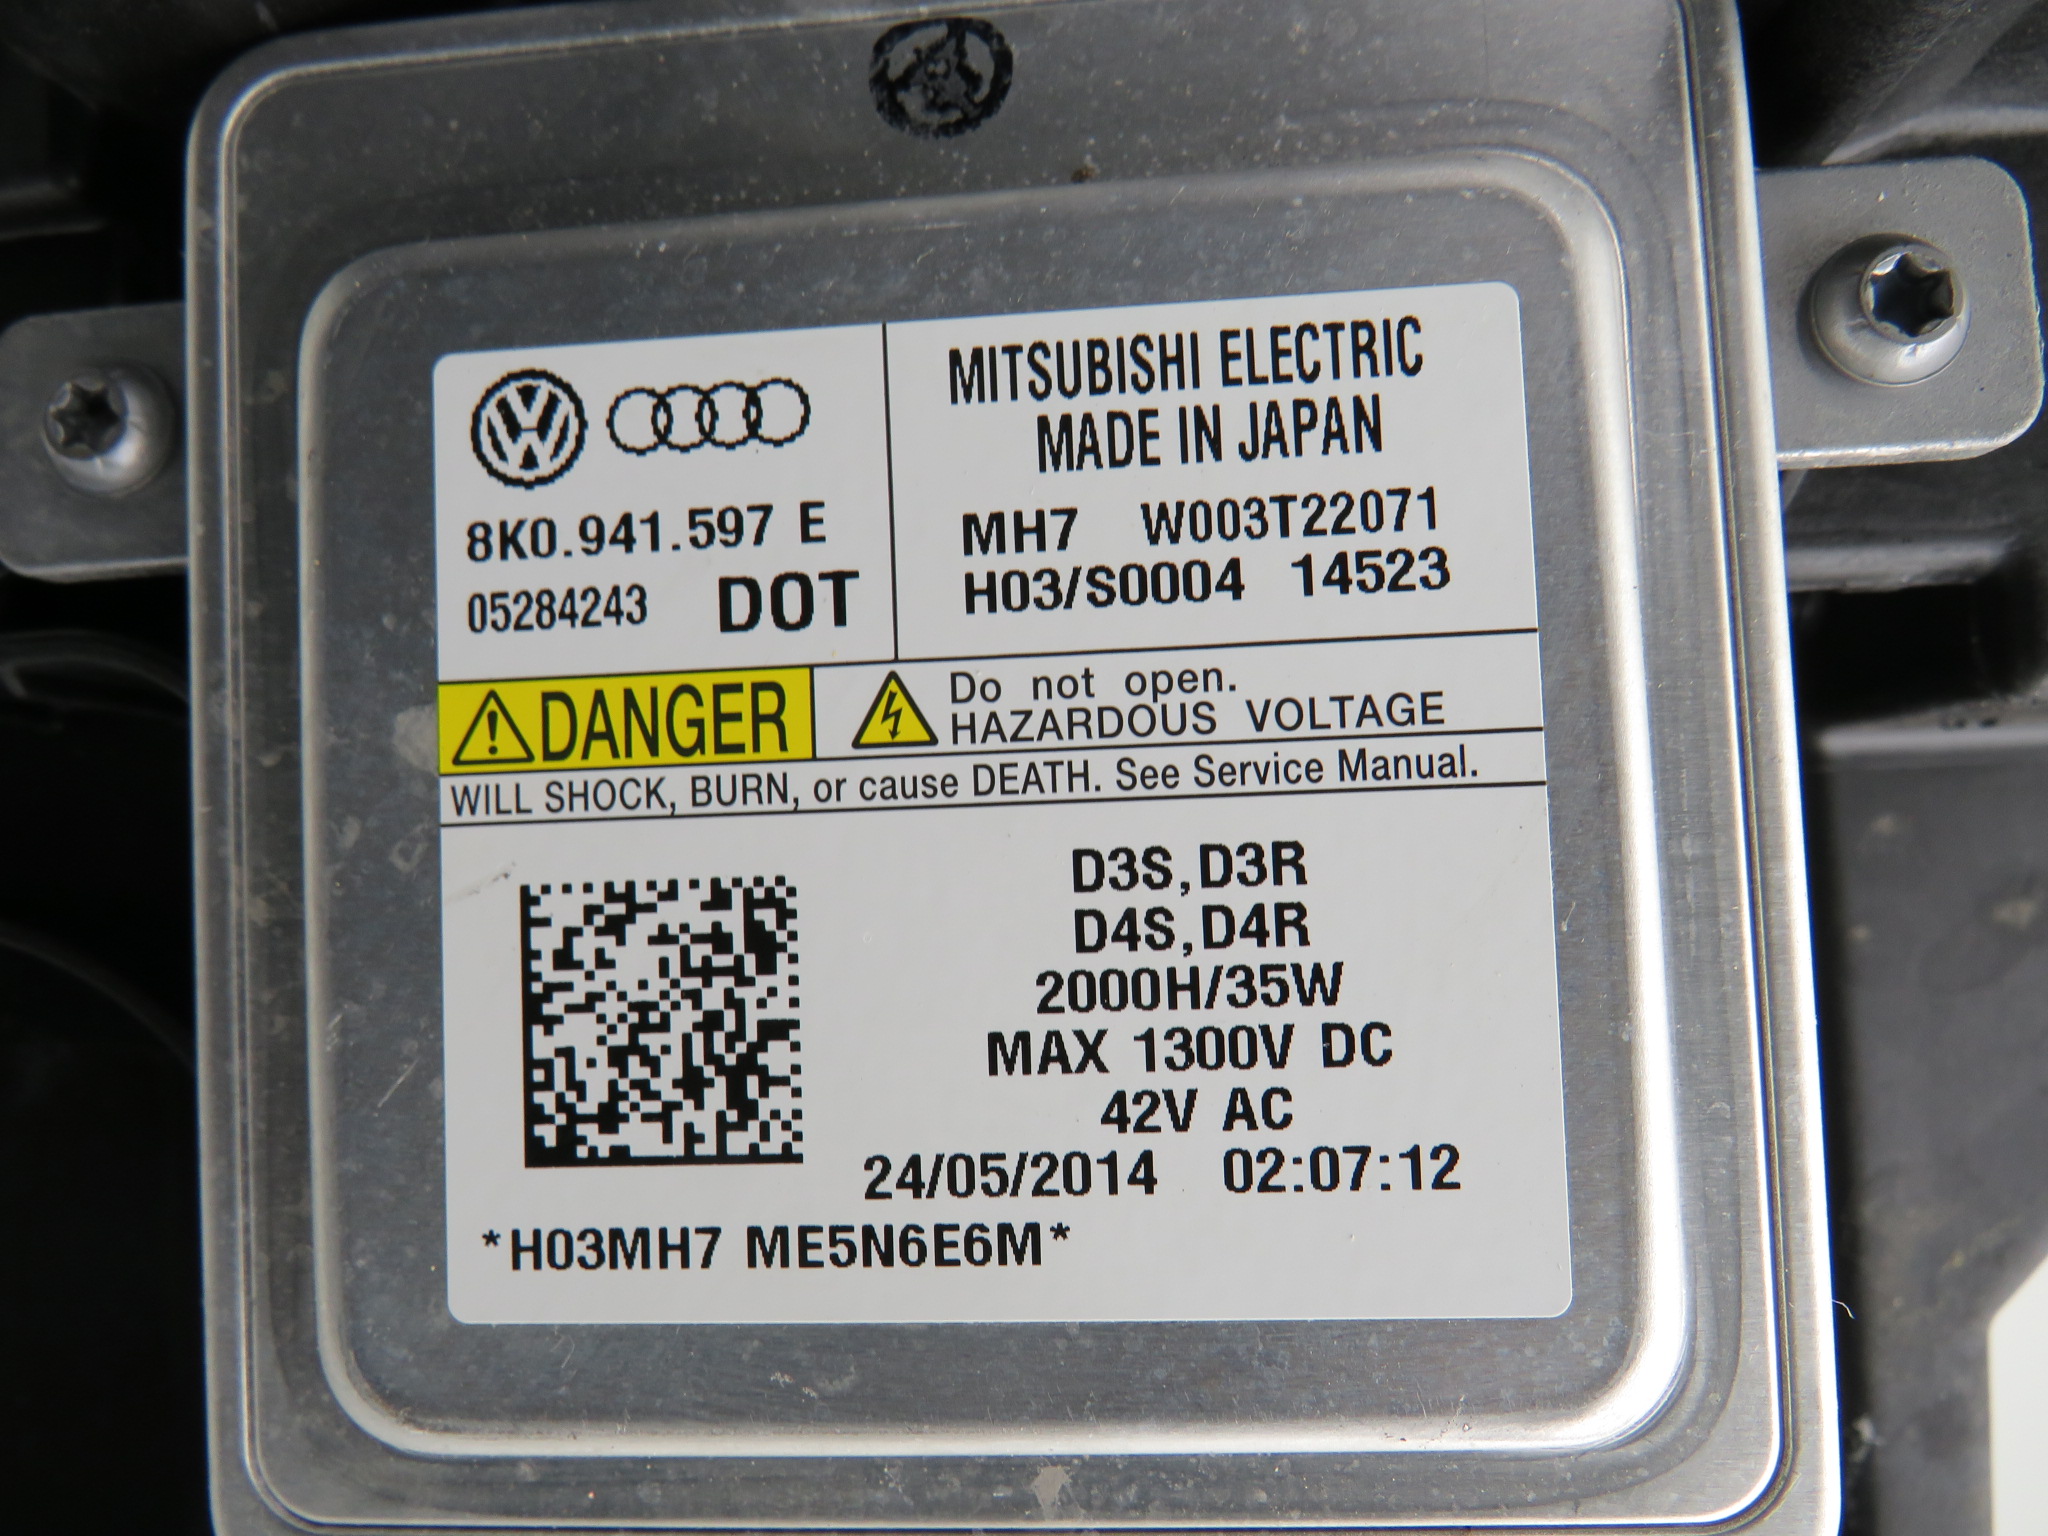 8K0.941.597 E
05284243 DOT
MITSUBISHI ELECTRIC
MADE IN JAPAN
MH7 W003T22071
H03/S0004 14523
DANGER
Do not open.
HAZARDOUS VOLTAGE
WILL SHOCK, BURN, or cause DEATH. See Service Manual.
D3S,D3R
D4S,D4R
2000H/35W
MAX 1300V DC
42V AC
24/05/2014 02:07:12
*H03MH7 ME5N6E6M*